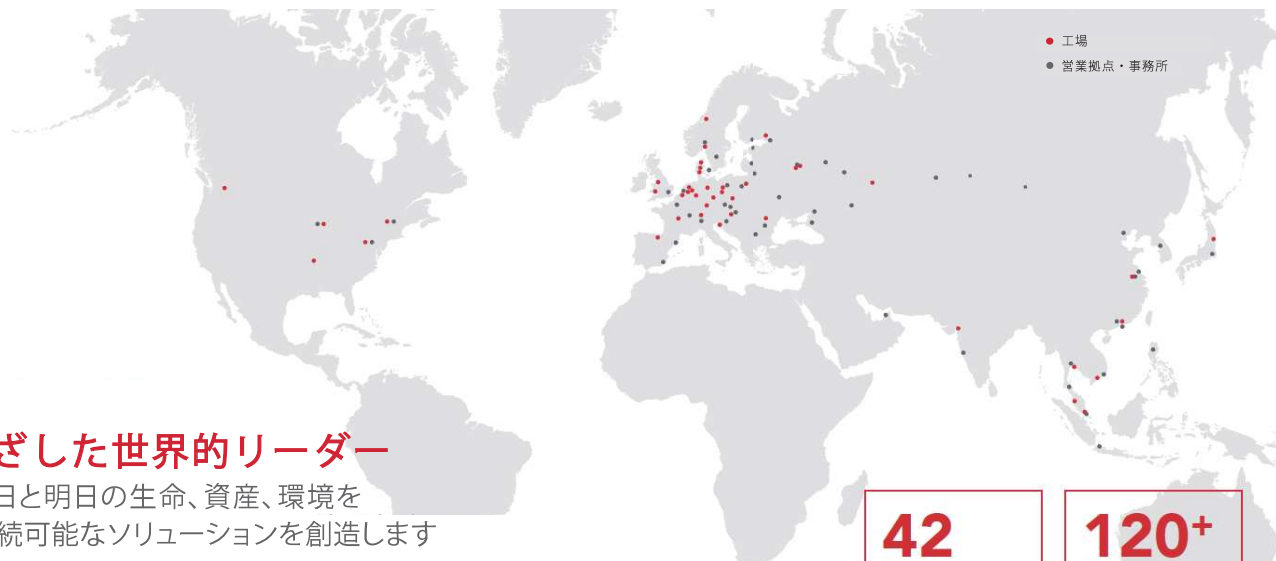 工場
営業拠点・事務所
ざした世界的リーダー
日と明日の生命、資産、環境を
続可能なソリューションを創造します
42
120+